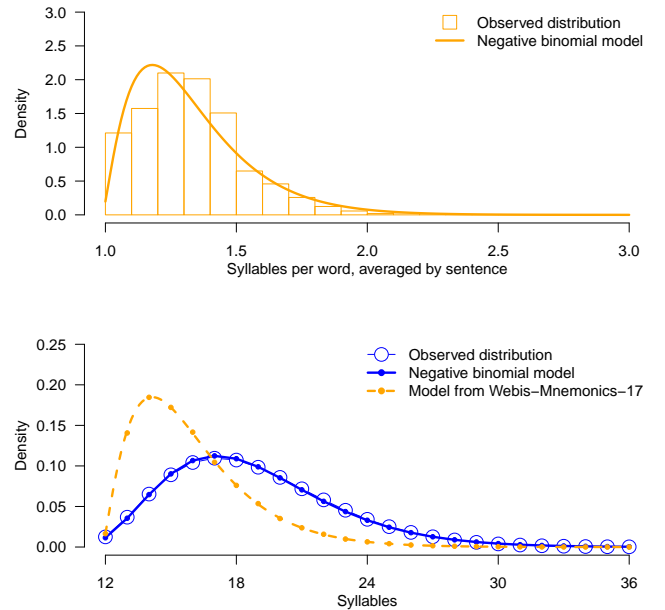 Observed distribution
Negative binomial model
3.0
2.5
2.0
1.5
1.0
0.5
0.0
Density
1.0 1.5 2.0 2.5 3.0
Syllables per word, averaged by sentence
Observed distribution
Negative binomial model
Model from Webis−Mnemonics−17
0.25
0.20
0.15
0.10
0.05
0.00
Density
12 18 24 30 36
Syllables